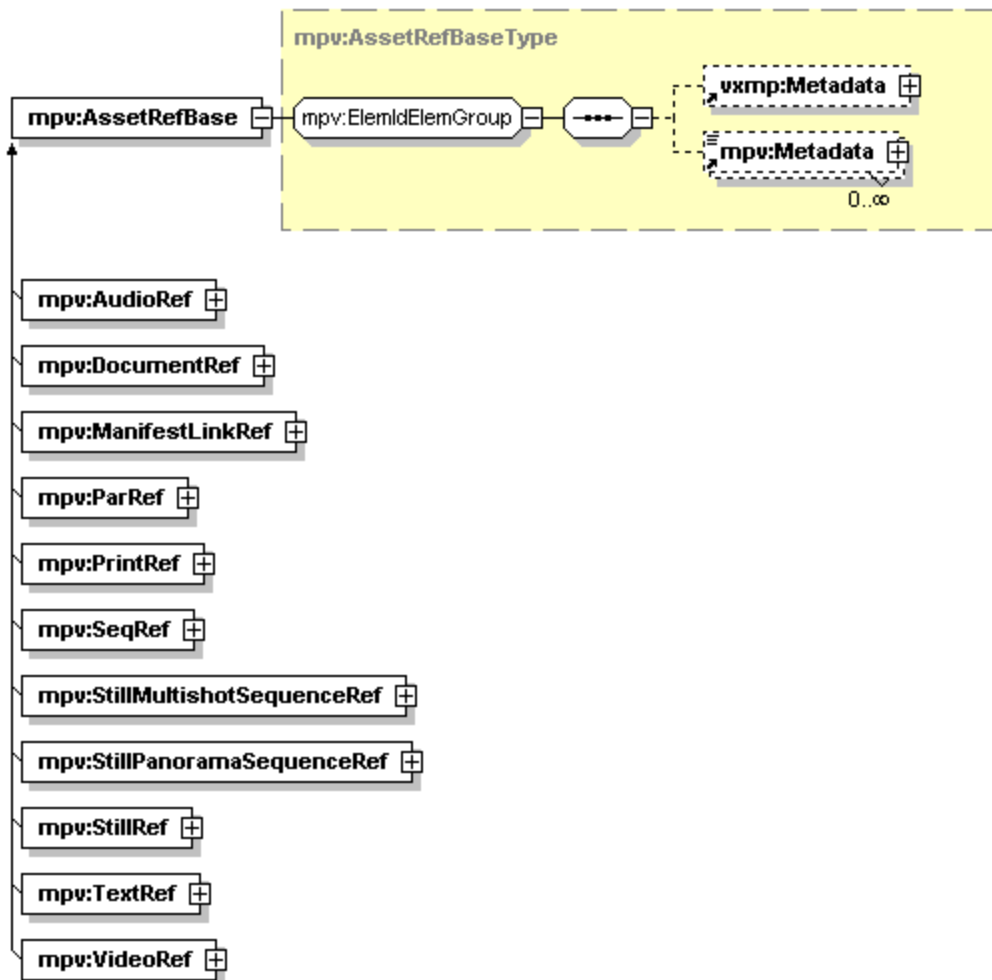 mpv:AssetRefBaseType
vxmp:Metadata
mpv:AssetRefBase
mpv:ElemIdElemGroup
mpv:Metadata
0..∞
mpv:AudioRef
mpv:DocumentRef
mpv:ManifestLinkRef
mpv:ParRef
mpv:PrintRef
mpv:SeqRef
mpv:StillMultishotSequenceRef
mpv:StillPanoramaSequenceRef
mpv:StillRef
mpv:TextRef
mpv:VideoRef